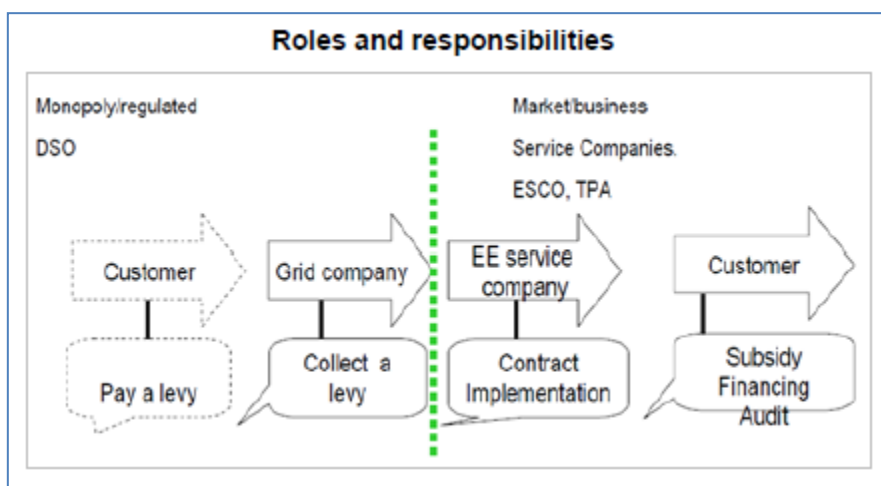 Roles and responsibilities
Monopoly/regulated
DSO
Market/business
Service Companies.
ESCO, TPA
Customer
Grid company
EE service
company
Customer
Pay a levy
Collect a
levy
Contract
Implementation
Subsidy
Financing
Audit